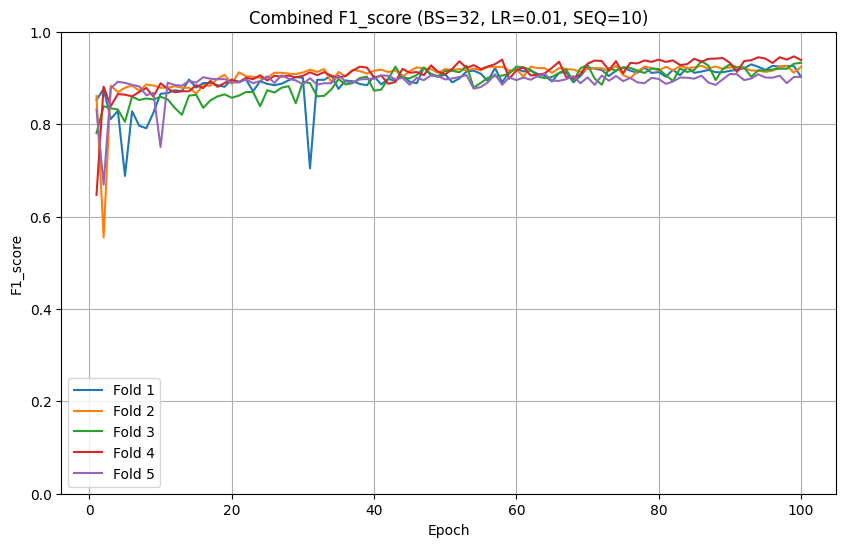 Combined F1_score (BS=32, LR=0.01, SEQ=10)
1.0
0.8
0.6
0.4
0.2
0.0
F1_score
Fold 1
Fold 2
Fold 3
Fold 4
Fold 5
0 20 40 60 80 100
Epoch